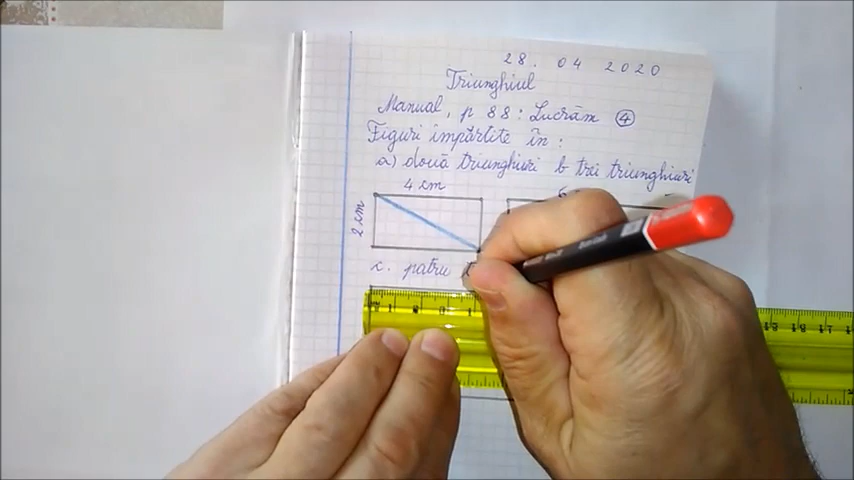 28. 04 2020
Triunghiul
Manual, p 88: Lucrăm ④
Figuri împărțite în:
a) două triunghiuri b trei triunghiuri
4 cm 6
2 cm
c. patru